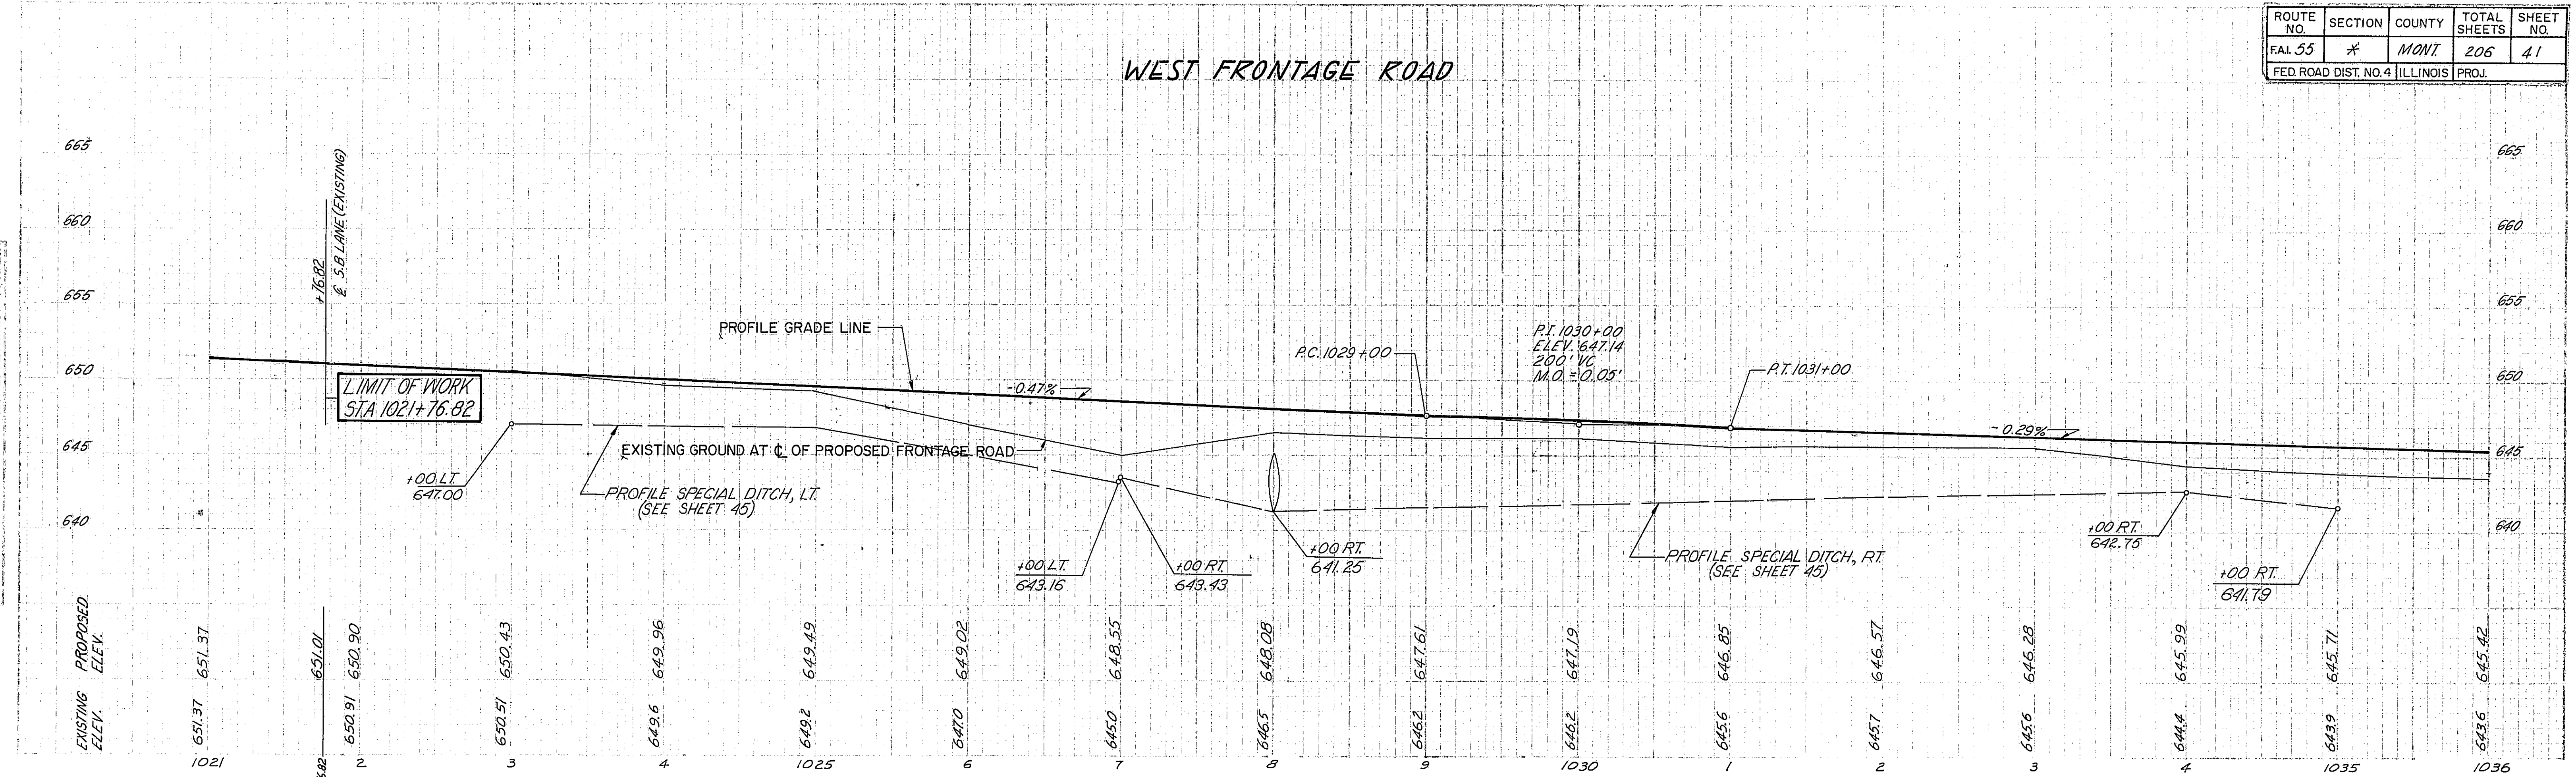 ROUTE NO. SECTION COUNTY TOTAL SHEETS SHEET NO.
F.A.I. 55 * MONT. 206 41
FED. ROAD DIST. NO. 4 ILLINOIS PROJ.
WEST FRONTAGE ROAD
665
660
655
650
645
640
+76.82
℄ S.B LANE (EXISTING)
LIMIT OF WORK
STA 1021+76.82
PROFILE GRADE LINE
-0.47%
P.C. 1029+00
P.I. 1030+00
ELEV. 647.14
200' VC
M.O. = 0.05'
P.T. 1031+00
-0.29%
665
660
655
650
645
640
EXISTING GROUND AT ℄ OF PROPOSED FRONTAGE ROAD
+00 LT.
647.00
PROFILE SPECIAL DITCH, LT.
(SEE SHEET 45)
+00 LT.
643.16
+00 RT.
643.43
+00 RT.
641.25
PROFILE SPECIAL DITCH, RT.
(SEE SHEET 45)
+00 RT.
642.75
+00 RT.
641.79
PROPOSED ELEV.
651.37 651.01 650.90 650.43 649.96 649.49 649.02 648.55 648.08 647.61 647.19 646.85 646.57 646.28 645.99 645.71 645.42
EXISTING ELEV.
651.37 650.91 650.51 649.6 649.2 647.0 645.0 646.5 646.2 646.2 645.6 645.7 645.6 644.4 643.9 643.6
1021 2 3 4 1025 6 7 8 9 1030 1 2 3 4 1035 1036